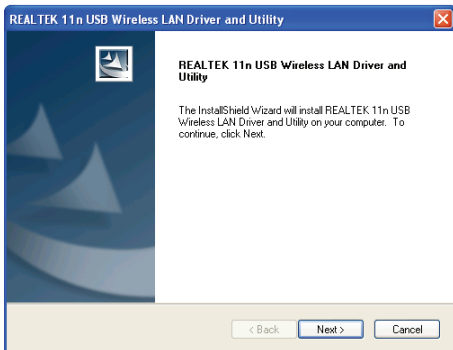 REALTEK 11n USB Wireless LAN Driver and Utility
REALTEK 11n USB Wireless LAN Driver and
Utility
The InstallShield Wizard will install REALTEK 11n USB
Wireless LAN Driver and Utility on your computer. To
continue, click Next.
< Back
Next >
Cancel